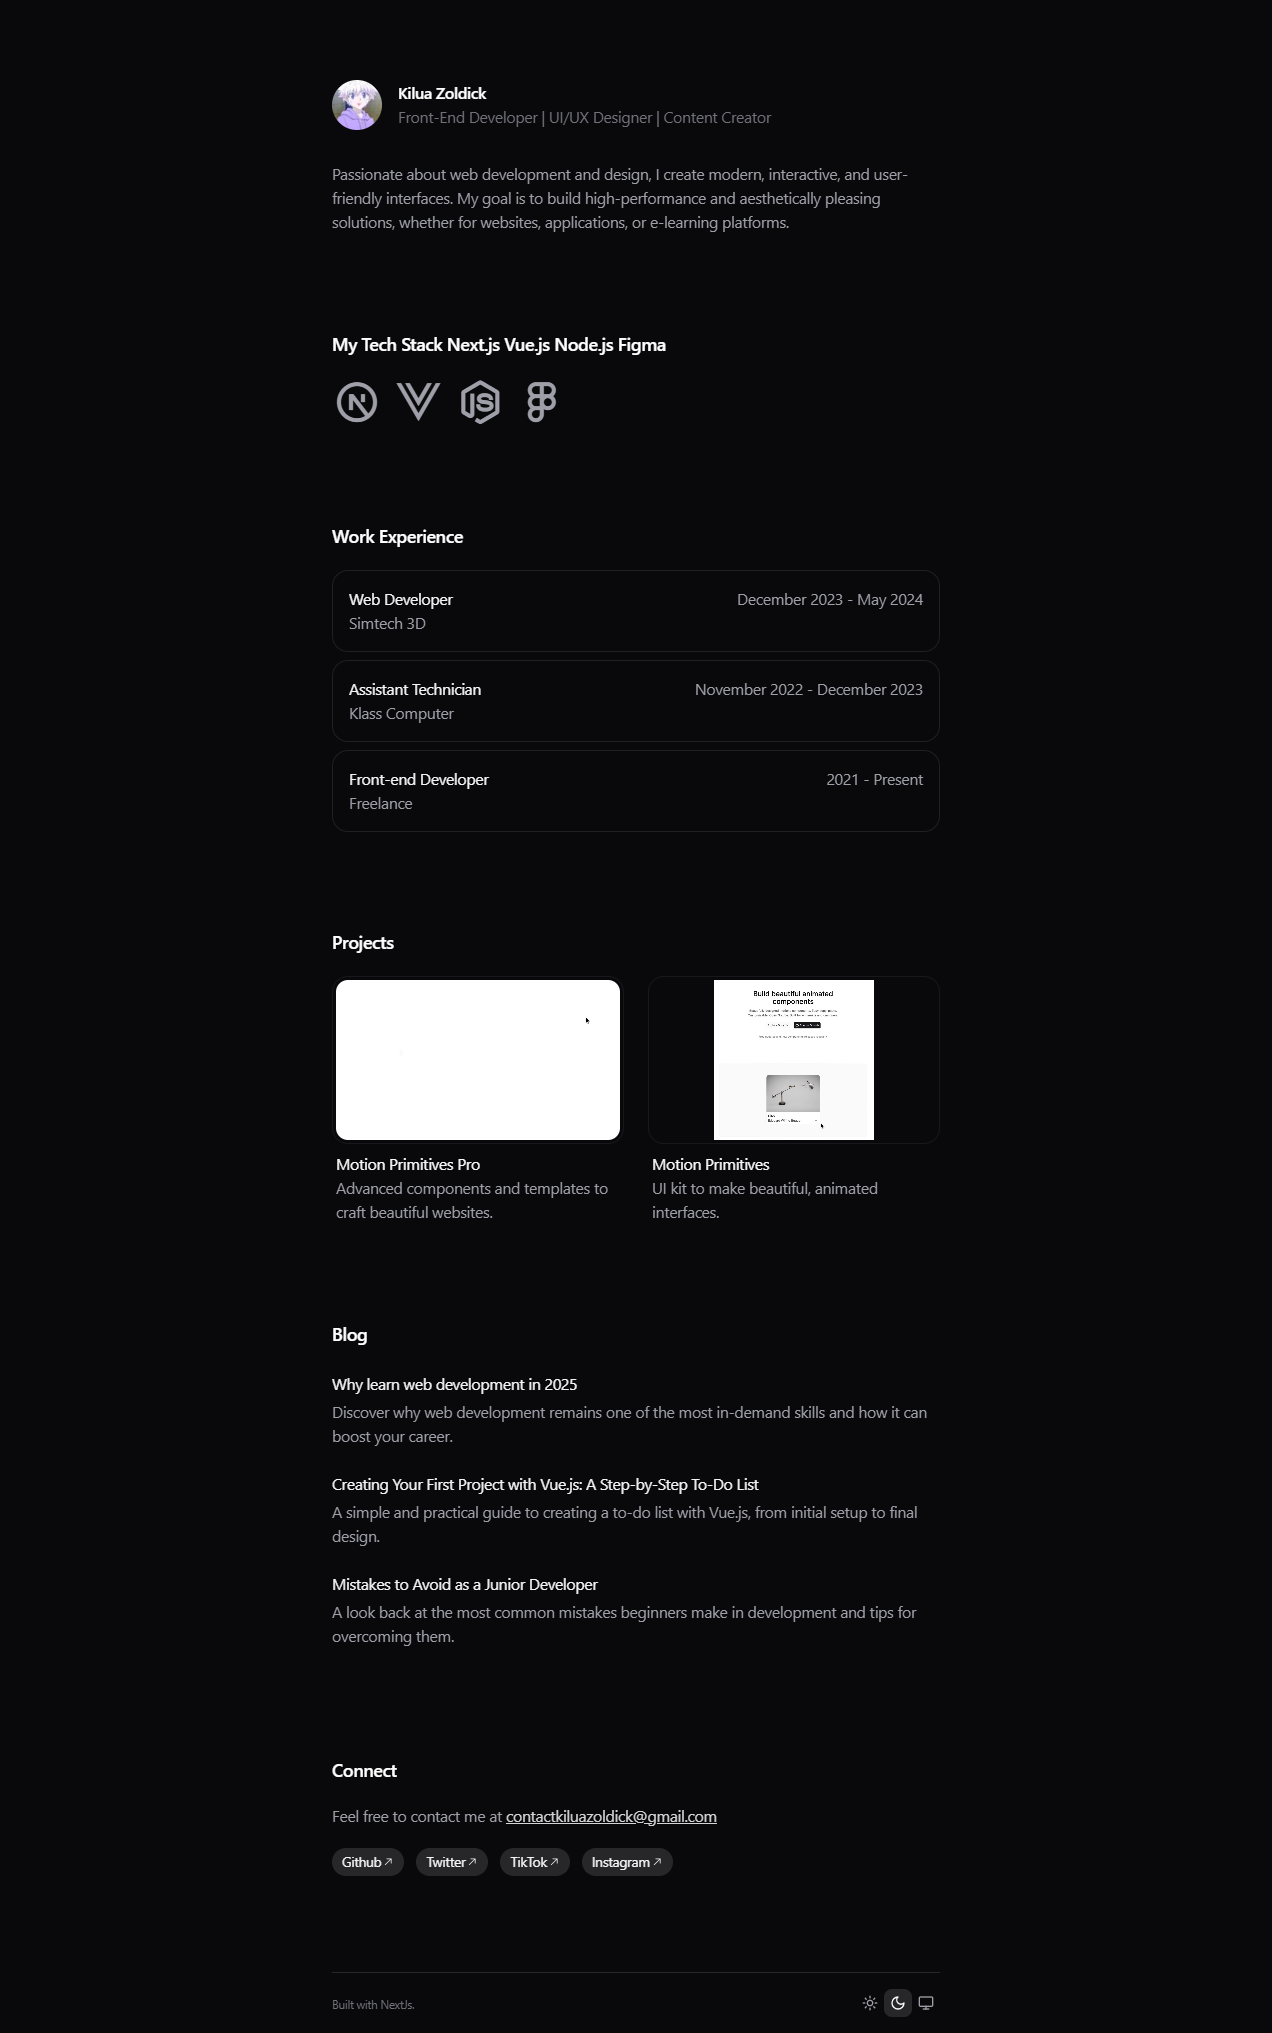 Kilua Zoldick
Front-End Developer | UI/UX Designer | Content Creator
Passionate about web development and design, I create modern, interactive, and user-
friendly interfaces. My goal is to build high-performance and aesthetically pleasing
solutions, whether for websites, applications, or e-learning platforms.
My Tech Stack Next.js Vue.js Node.js Figma
N
JS
Work Experience
Web Developer
December 2023 - May 2024
Simtech 3D
Assistant Technician
November 2022 - December 2023
Klass Computer
Front-end Developer
2021 - Present
Freelance
Projects
Build beautiful animated
components
Motion Primitives Pro
Advanced components and templates to
craft beautiful websites.
Motion Primitives
UI kit to make beautiful, animated
interfaces.
Blog
Why learn web development in 2025
Discover why web development remains one of the most in-demand skills and how it can
boost your career.
Creating Your First Project with Vue.js: A Step-by-Step To-Do List
A simple and practical guide to creating a to-do list with Vue.js, from initial setup to final
design.
Mistakes to Avoid as a Junior Developer
A look back at the most common mistakes beginners make in development and tips for
overcoming them.
Connect
Feel free to contact me at contactkiluazoldick@gmail.com
Github
Twitter
TikTok
Instagram
Built with NextJs.